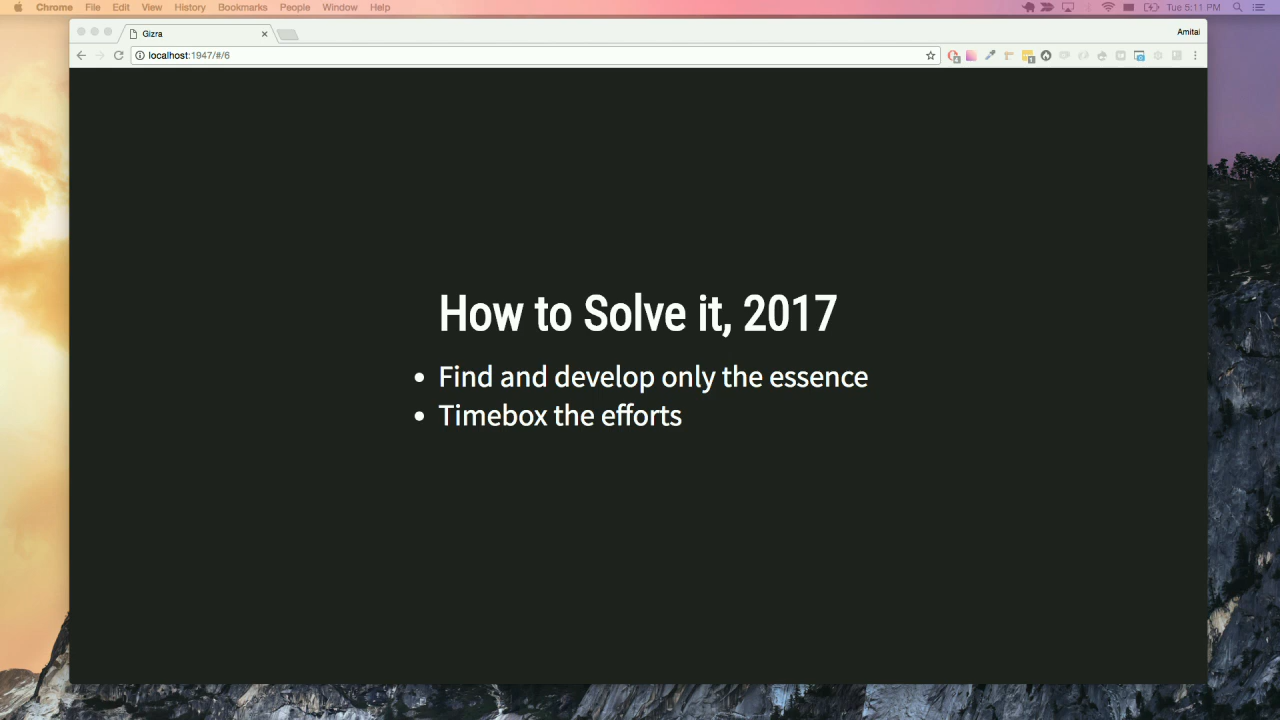 Chrome File Edit View History Bookmarks People Window Help Tue 5:11 PM
Gizra Amitai
localhost:1947/#/6
How to Solve it, 2017
• Find and develop only the essence
• Timebox the efforts